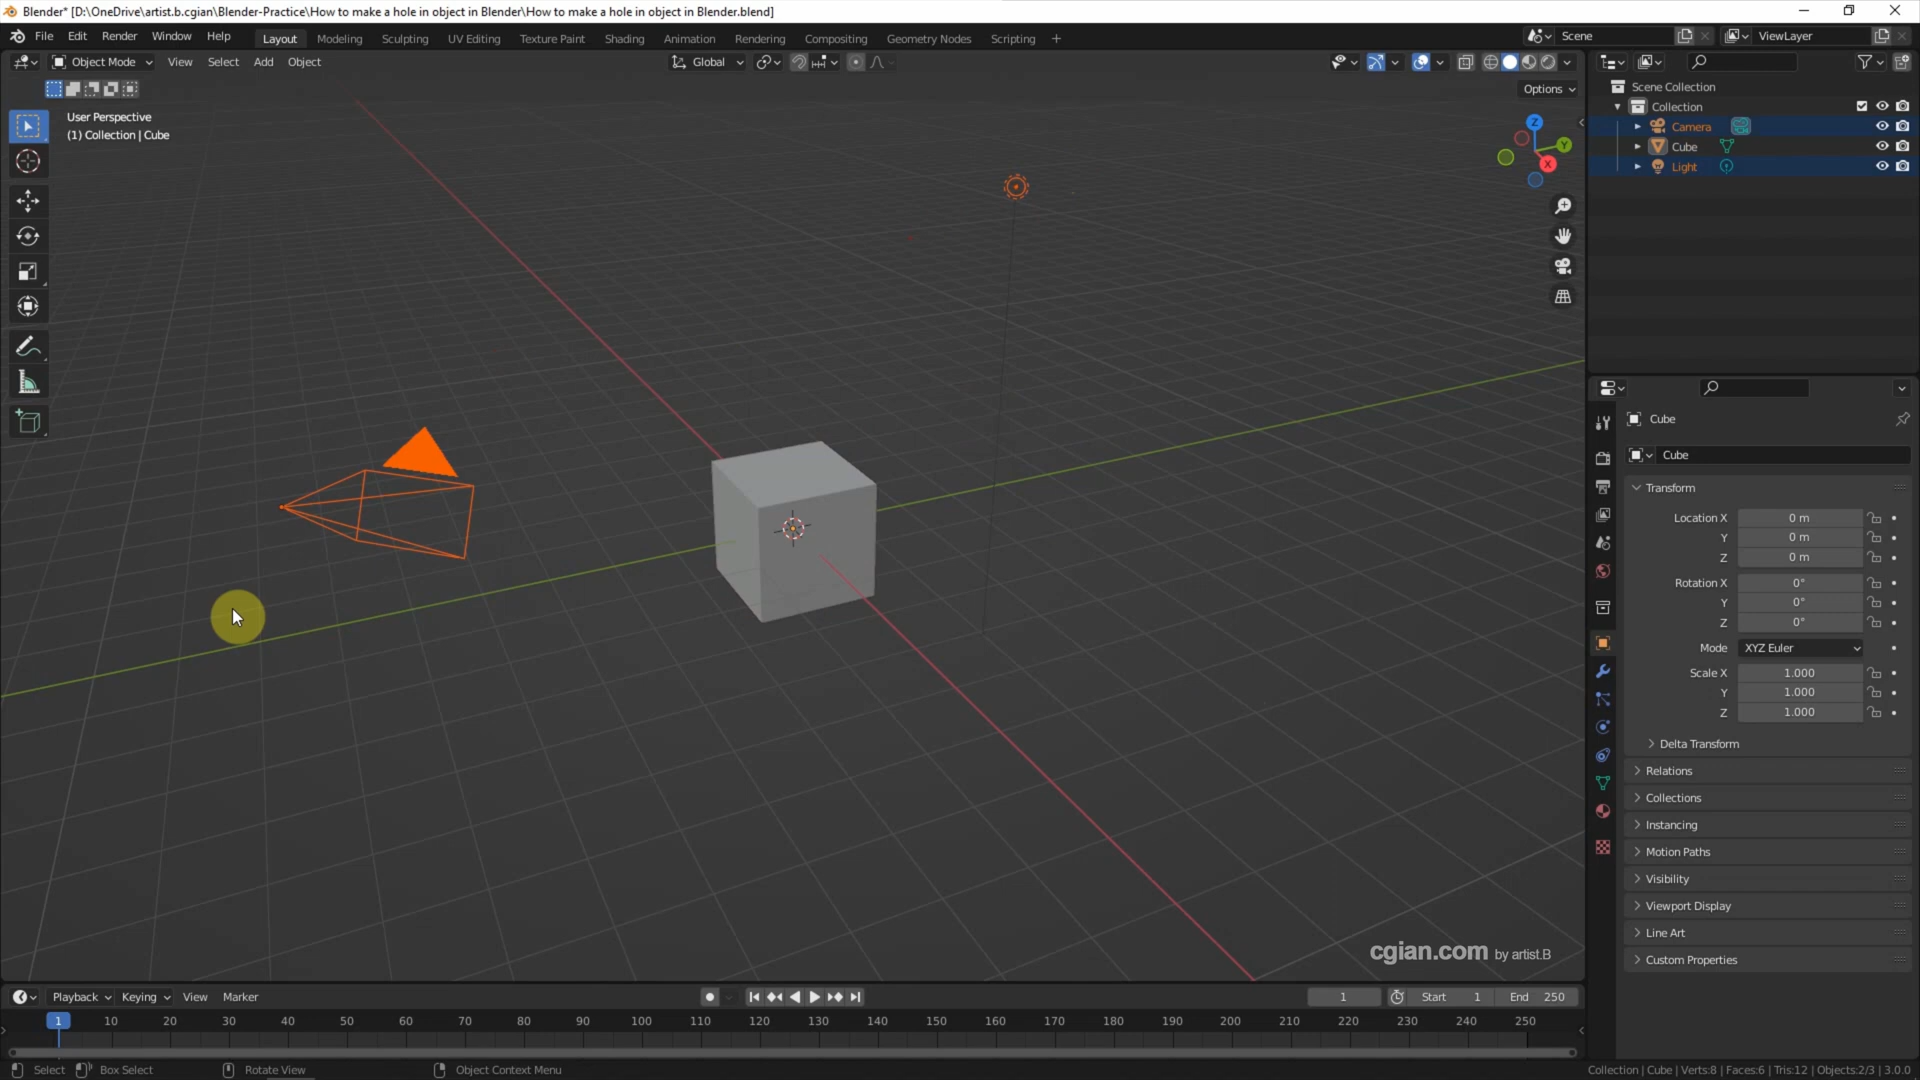 Blender* [D:\OneDrive\artist.b.cgian\Blender-Practice\How to make a hole in object in Blender\How to make a hole in object in Blender.blend]
File Edit Render Window Help Layout Modeling Sculpting UV Editing Texture Paint Shading Animation Rendering Compositing Geometry Nodes Scripting + Scene ViewLayer
Object Mode View Select Add Object Global
Options
User Perspective
(1) Collection | Cube
Z
Y
X
Scene Collection
Collection
Camera
Cube
Light
Cube
Cube
Transform
Location X 0 m
Y 0 m
Z 0 m
Rotation X 0°
Y 0°
Z 0°
Mode XYZ Euler
Scale X 1.000
Y 1.000
Z 1.000
Delta Transform
Relations
Collections
Instancing
Motion Paths
Visibility
Viewport Display
Line Art
Custom Properties
cgian.com by artist.B
Playback Keying View Marker 1 Start 1 End 250
1 10 20 30 40 50 60 70 80 90 100 110 120 130 140 150 160 170 180 190 200 210 220 230 240 250
Select Box Select Rotate View Object Context Menu Collection | Cube | Verts:8 | Faces:6 | Tris:12 | Objects:2/3 | 3.0.0